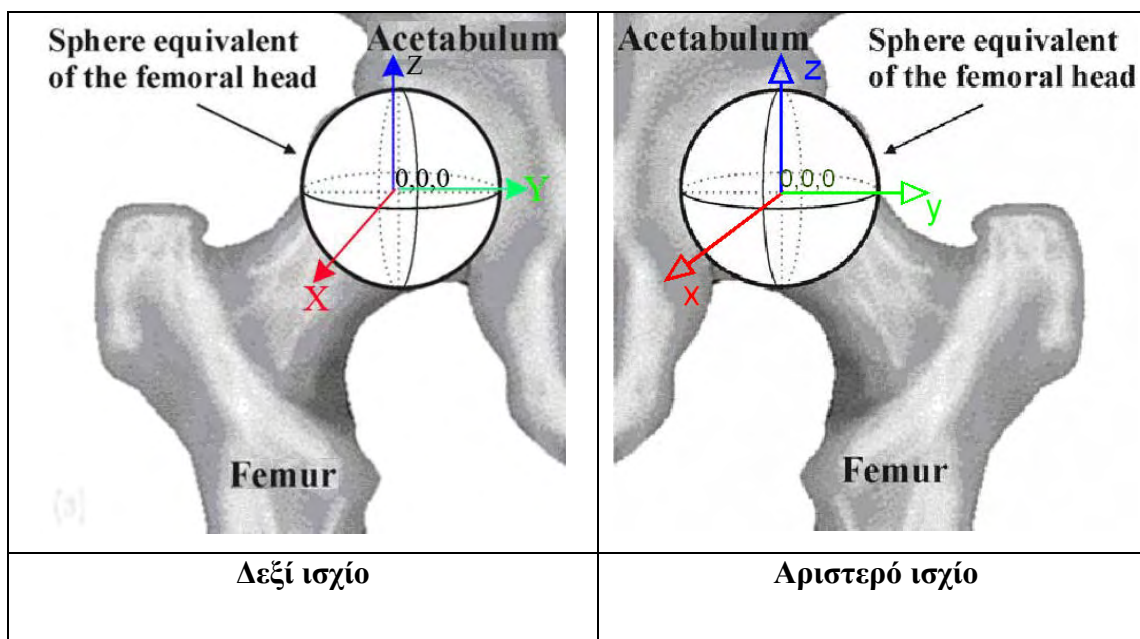 Sphere equivalent
of the femoral head
Acetabulum
Z
0,0,0
Y
X
Femur
(a)
Δεξί ισχίο
Acetabulum
Sphere equivalent
of the femoral head
z
0,0,0
y
x
Femur
Αριστερό ισχίο